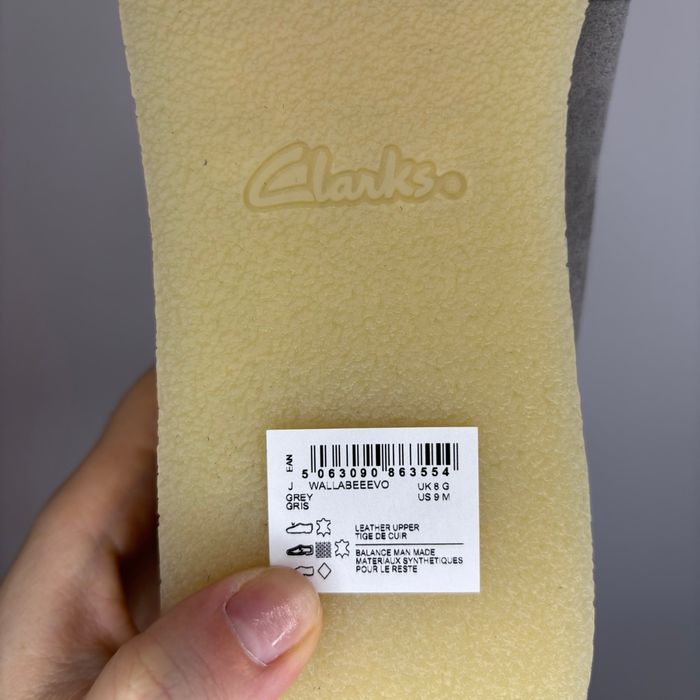 Clarks.
EAN
5 063090 863554
J WALLABEEEVO UK 8 G
GREY US 9 M
GRIS
LEATHER UPPER
TIGE DE CUIR
BALANCE MAN MADE
MATERIAUX SYNTHETIQUES
POUR LE RESTE